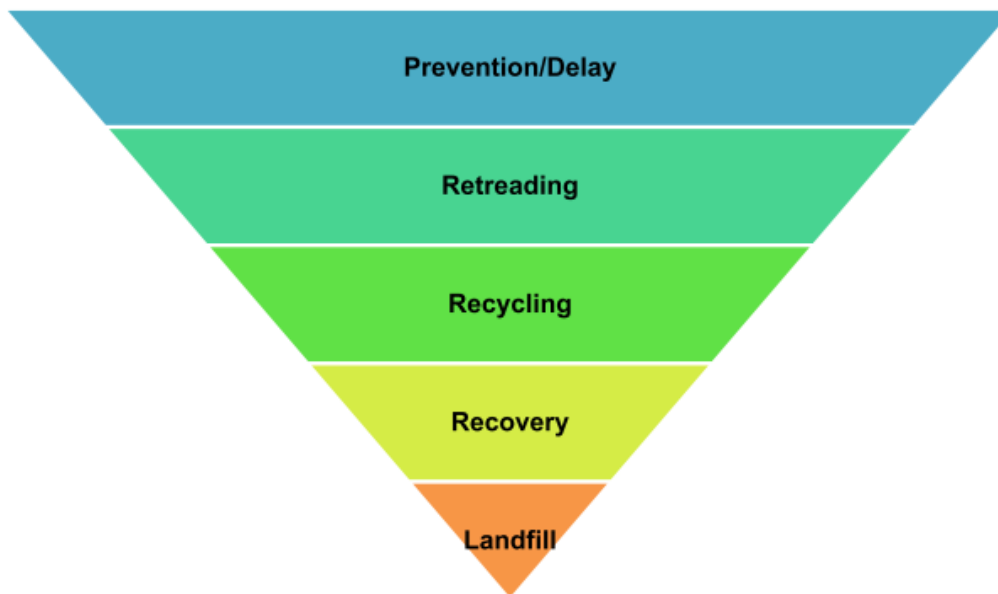 Prevention/Delay
Retreading
Recycling
Recovery
Landfill